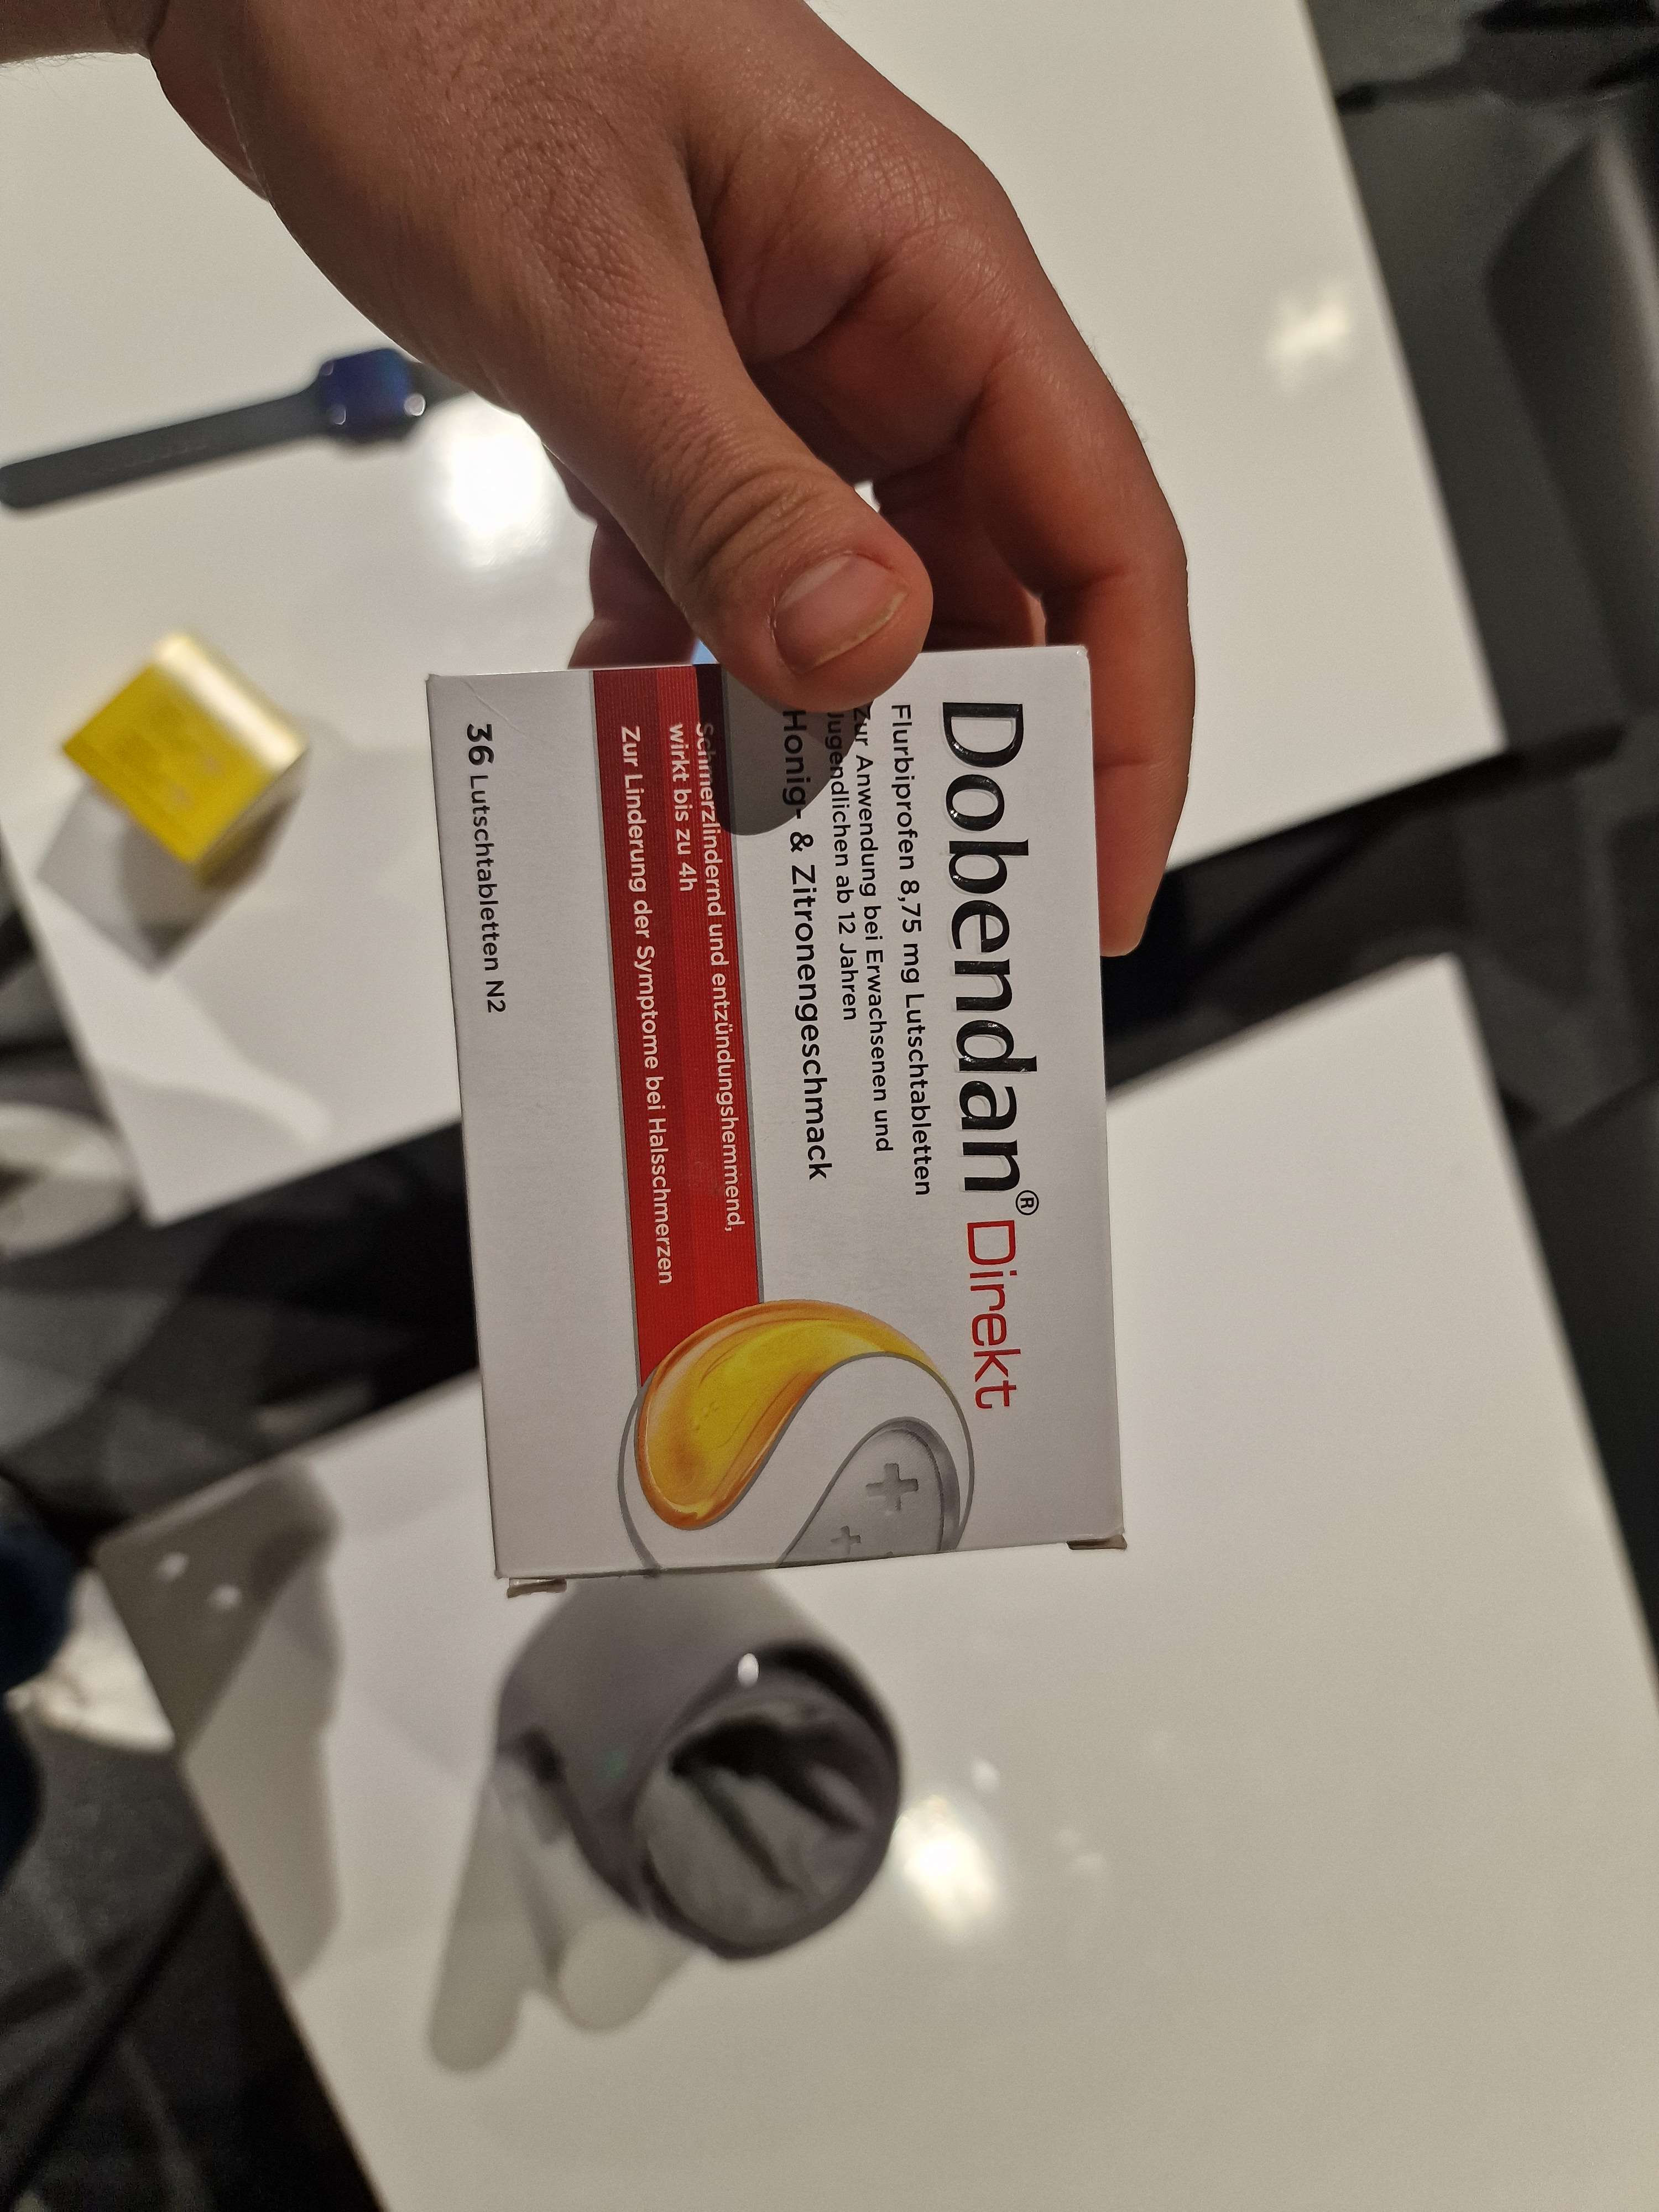 Dobendan® Direkt
Flurbiprofen 8,75 mg Lutschtabletten
Zur Anwendung bei Erwachsenen und
Jugendlichen ab 12 Jahren
Honig- & Zitronengeschmack
Schmerzlindernd und entzündungshemmend,
wirkt bis zu 4h
Zur Linderung der Symptome bei Halsschmerzen
36 Lutschtabletten N2